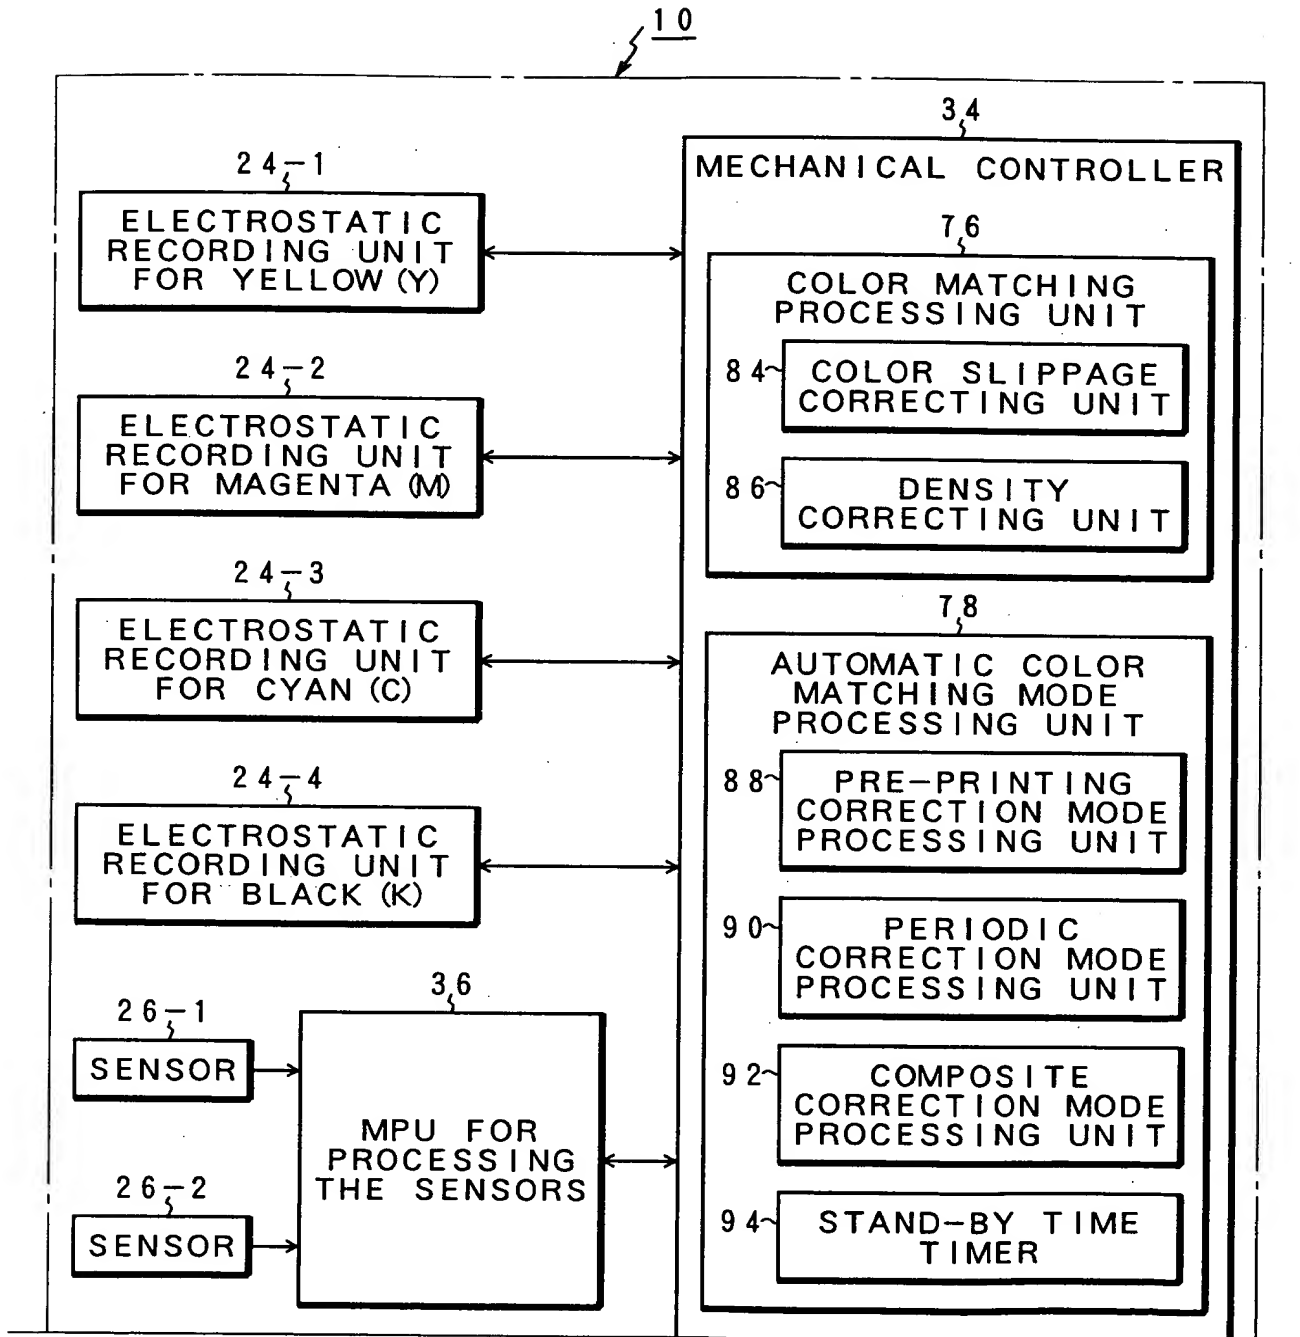 10
34
MECHANICAL CONTROLLER
24-1
ELECTROSTATIC
RECORDING UNIT
FOR YELLOW (Y)
24-2
ELECTROSTATIC
RECORDING UNIT
FOR MAGENTA (M)
24-3
ELECTROSTATIC
RECORDING UNIT
FOR CYAN (C)
24-4
ELECTROSTATIC
RECORDING UNIT
FOR BLACK (K)
26-1
SENSOR
26-2
SENSOR
36
MPU FOR
PROCESSING
THE SENSORS
76
COLOR MATCHING
PROCESSING UNIT
84
COLOR SLIPPAGE
CORRECTING UNIT
86
DENSITY
CORRECTING UNIT
78
AUTOMATIC COLOR
MATCHING MODE
PROCESSING UNIT
88
PRE-PRINTING
CORRECTION MODE
PROCESSING UNIT
90
PERIODIC
CORRECTION MODE
PROCESSING UNIT
92
COMPOSITE
CORRECTION MODE
PROCESSING UNIT
94
STAND-BY TIME
TIMER